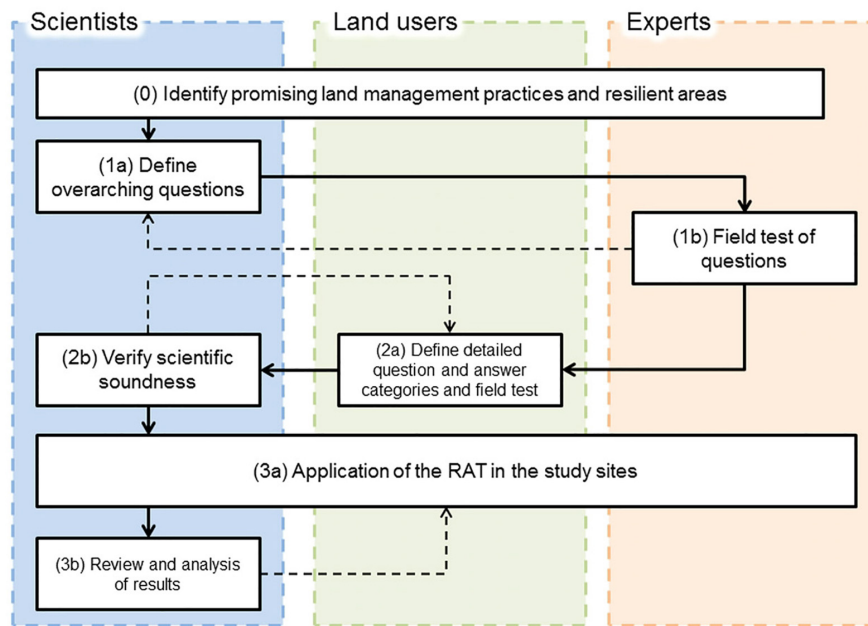 Scientists
Land users
Experts
(0) Identify promising land management practices and resilient areas
(1a) Define
overarching questions
(1b) Field test of
questions
(2b) Verify scientific
soundness
(2a) Define detailed
question and answer
categories and field test
(3a) Application of the RAT in the study sites
(3b) Review and analysis
of results